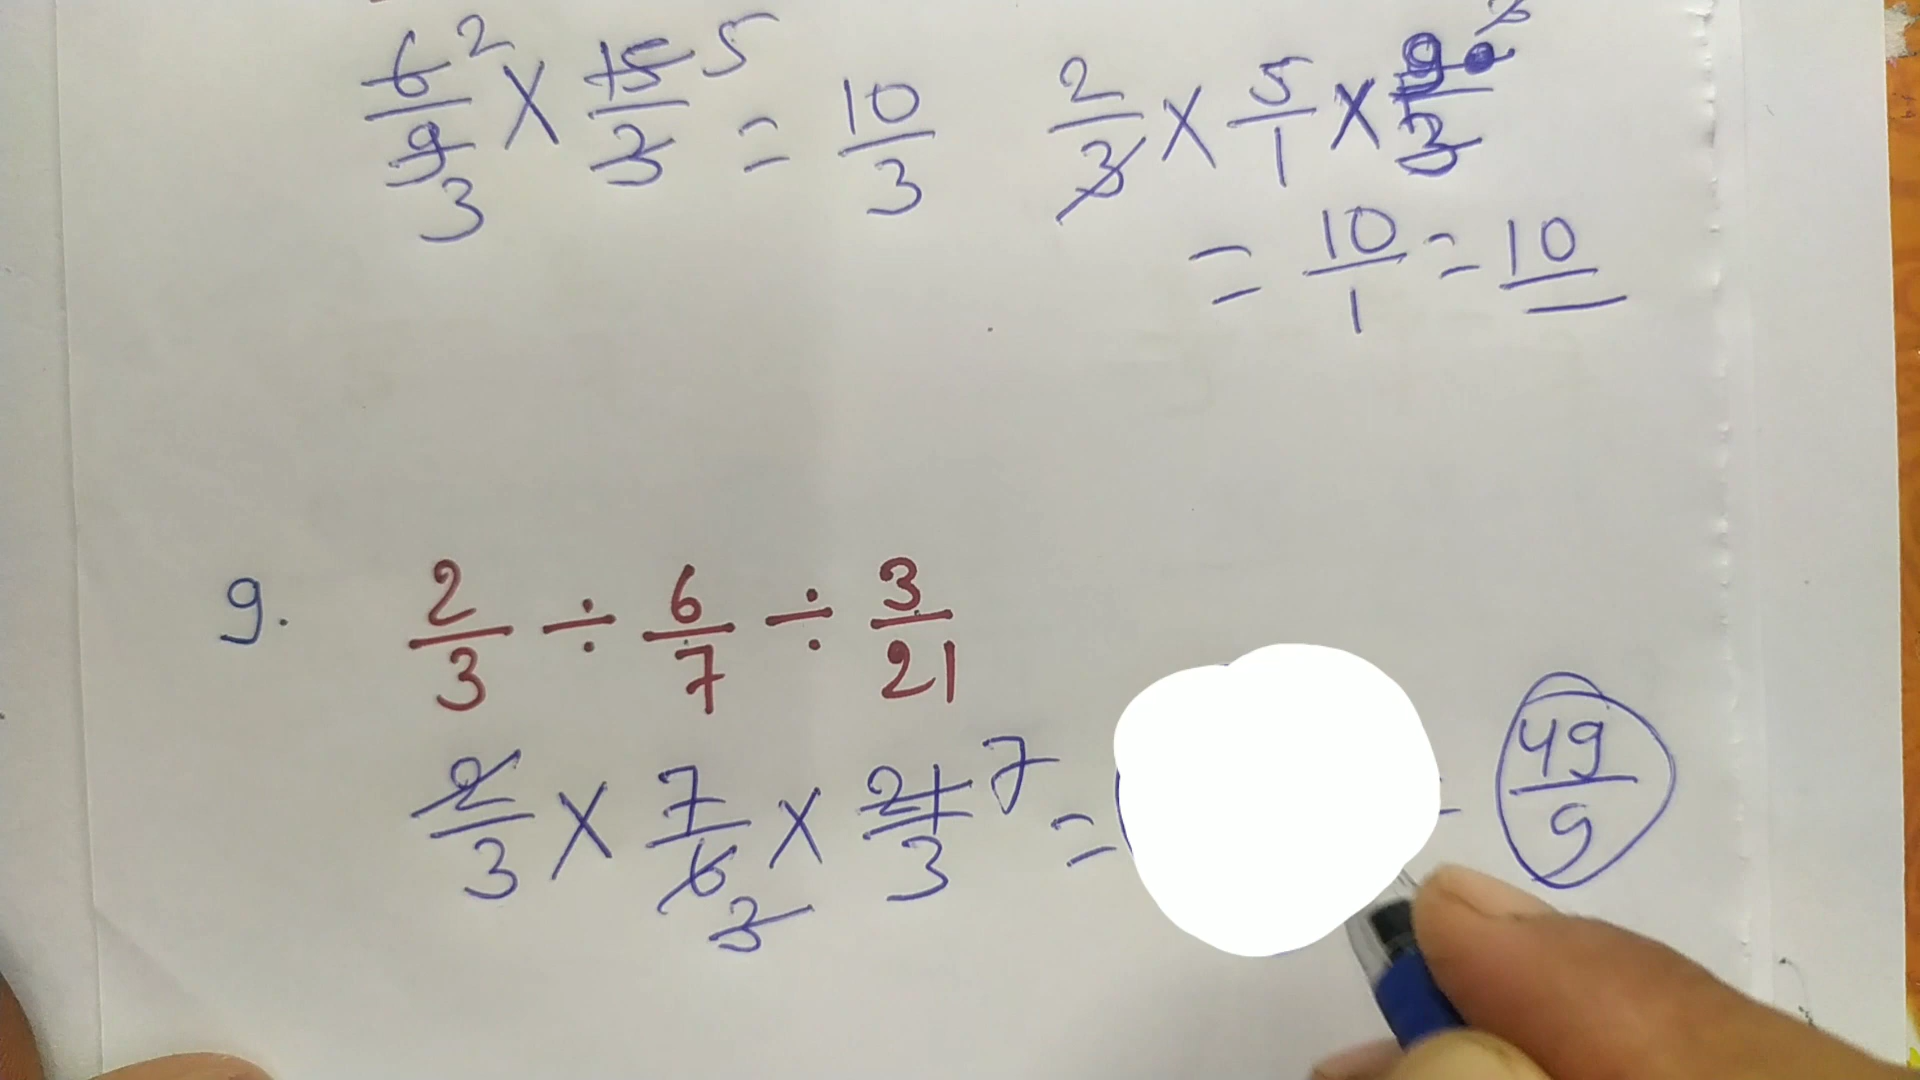 6/9 2/3 × 15/3 5 = 10/3
2/3 × 5/1 × 9/3
= 10/1 = 10
9. 2/3 ÷ 6/7 ÷ 3/21
2/3 × 7/6 3 × 21/3 7 = = 49/9